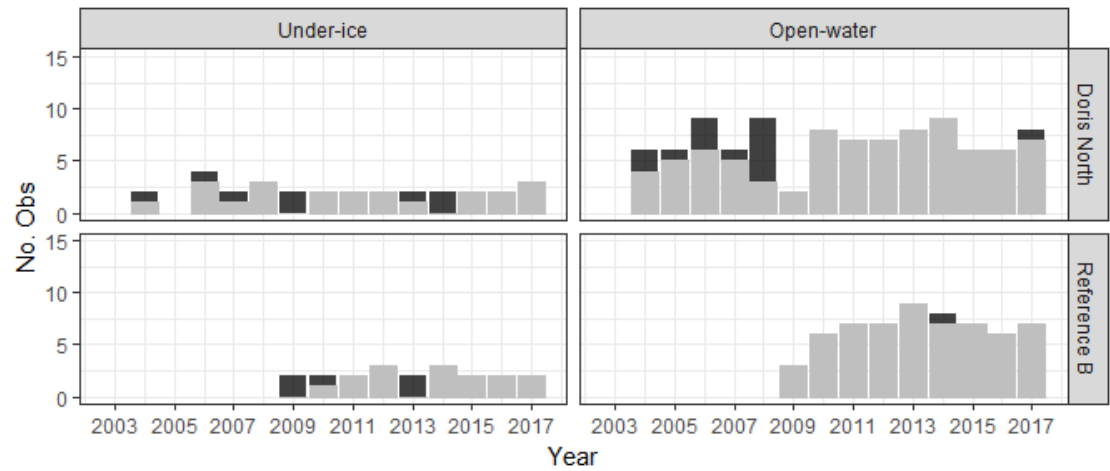 Under-ice Open-water
15
10
5
0
Doris North
15
10
5
0
Reference B
No. Obs
2003 2005 2007 2009 2011 2013 2015 2017 2003 2005 2007 2009 2011 2013 2015 2017
Year